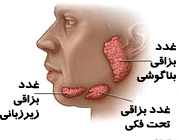 غدد
بزاقی
بناگوشی
غدد
بزاقی
زیرزبانی
غدد بزاقی
تحت فکی